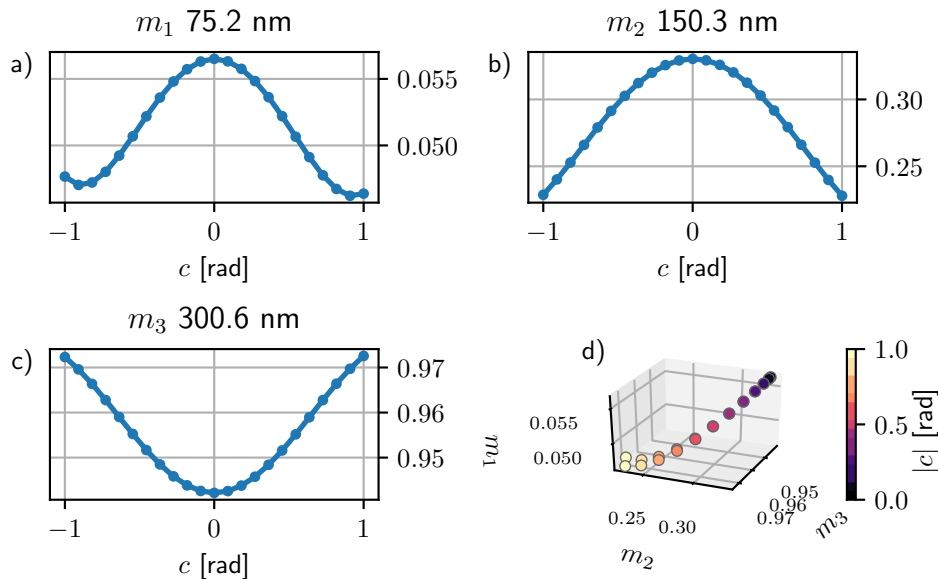 m₁ 75.2 nm
a)
0.055
0.050
−1 0 1
c [rad]
m₂ 150.3 nm
b)
0.30
0.25
−1 0 1
c [rad]
m₃ 300.6 nm
c)
0.97
0.96
0.95
−1 0 1
c [rad]
d)
0.055
0.050
m₁
0.25 0.30
m₂
0.95
0.96
0.97
m₃
1.0
0.5
0.0
|c| [rad]